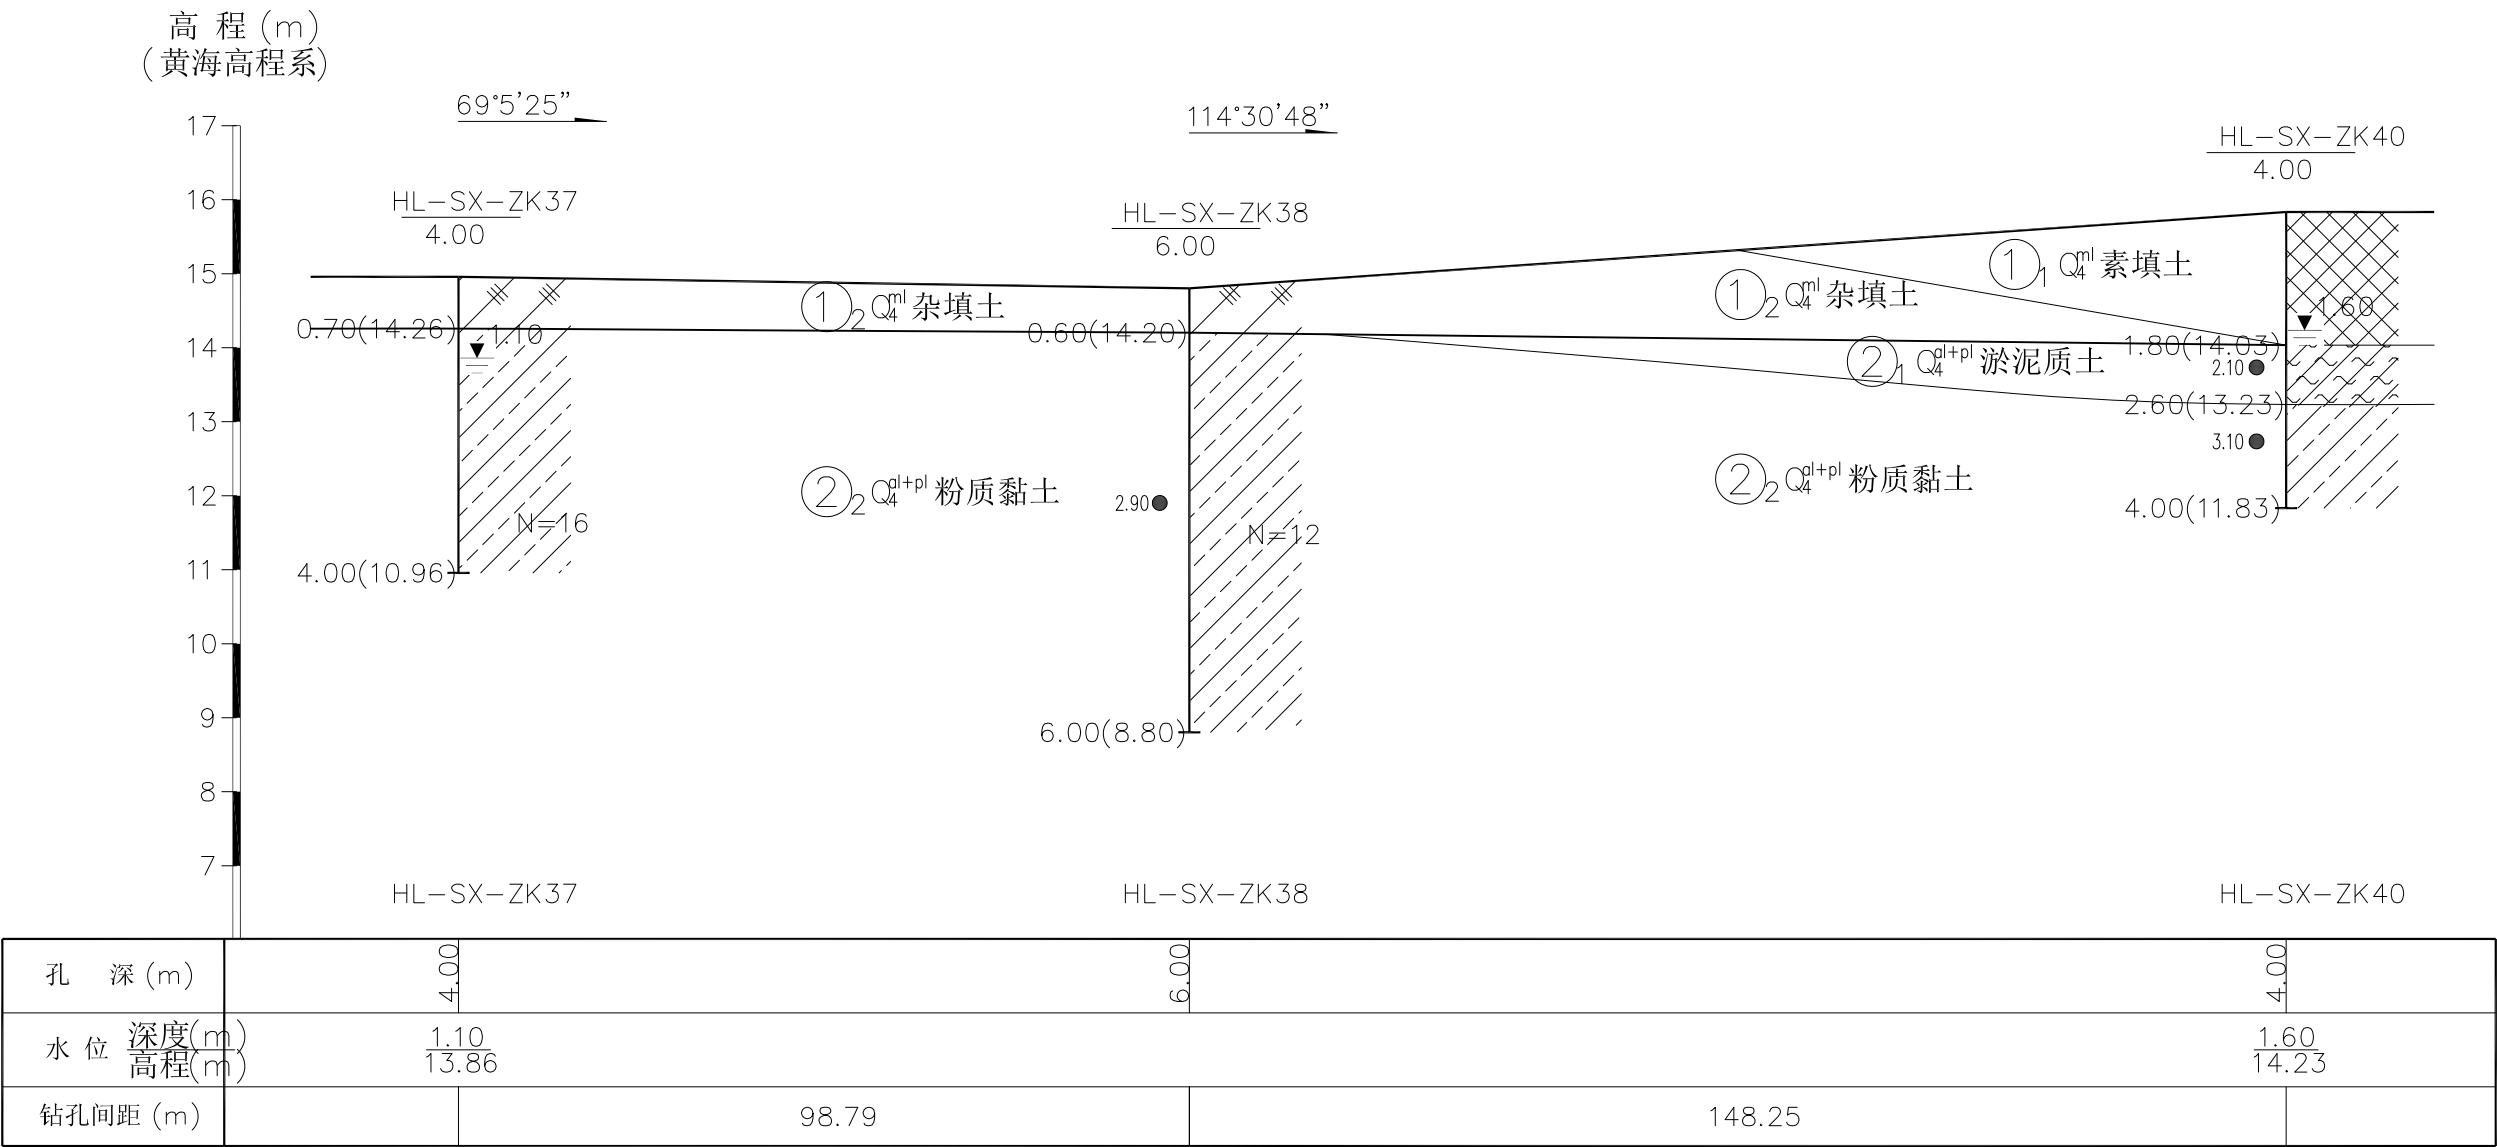 高 程 (m)
(黄海高程系)
69°5'25"
114°30'48"
17
HL-SX-ZK40
4.00
16
HL-SX-ZK37
4.00
HL-SX-ZK38
6.00
15
①1 Q4ml 素填土
①2 Q4ml 杂填土
①2 Q4ml 杂填土
1.60
0.70(14.26)
1.10
0.60(14.20)
14
1.80(14.03)
②1 Q4al+pl 淤泥质土
2.10
13
2.60(13.23)
3.10
②2 Q4al+pl 粉质黏土
②2 Q4al+pl 粉质黏土
12
2.90
4.00(11.83)
N=16
N=12
11
4.00(10.96)
10
9
6.00(8.80)
8
7
HL-SX-ZK37
HL-SX-ZK38
HL-SX-ZK40
孔 深 (m)
4.00
6.00
4.00
水 位
深度(m)
高程(m)
1.10
13.86
1.60
14.23
钻孔间距 (m)
98.79
148.25